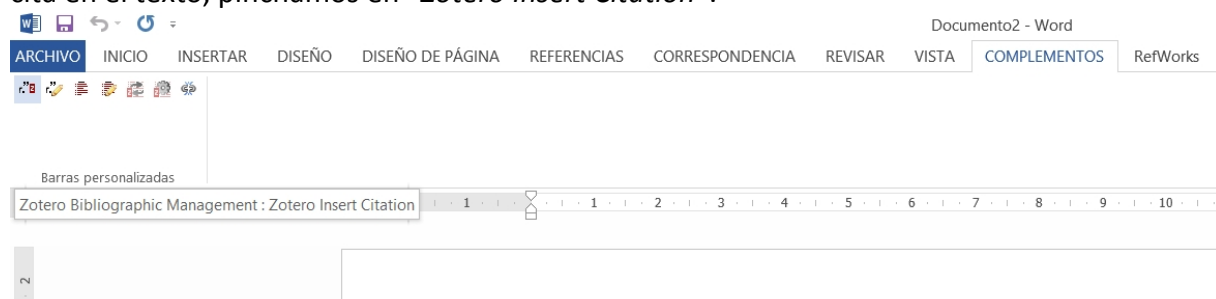 cita en el texto, pinchamos en "Zotero Insert Citation".
Documento2 - Word
ARCHIVO INICIO INSERTAR DISEÑO DISEÑO DE PÁGINA REFERENCIAS CORRESPONDENCIA REVISAR VISTA COMPLEMENTOS RefWorks
Barras personalizadas
Zotero Bibliographic Management : Zotero Insert Citation
1 1 2 3 4 5 6 7 8 9 10
2